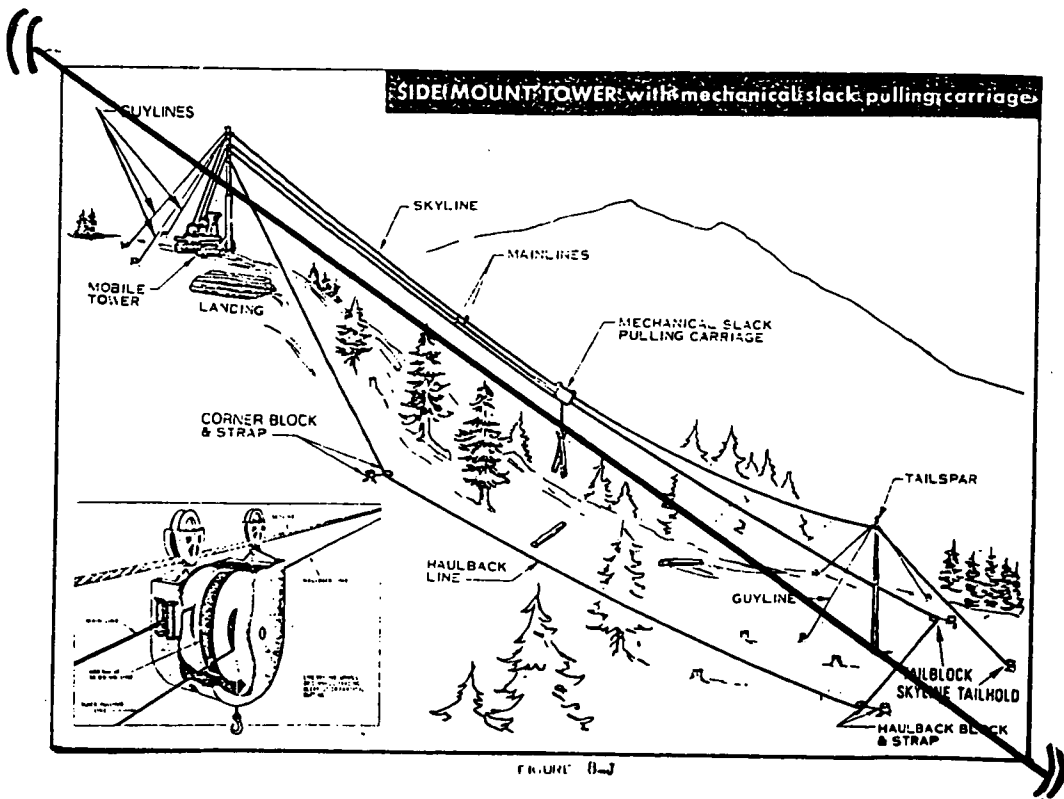 ((
SIDE MOUNT TOWER with mechanical slack pulling carriage
GUYLINES
SKYLINE
MAINLINES
MOBILE
TOWER
LANDING
MECHANICAL SLACK
PULLING CARRIAGE
CORNER BLOCK
& STRAP
TAILSPAR
HAULBACK
LINE
GUYLINE
TAILBLOCK
SKYLINE TAILHOLD
HAULBACK BLOCK
& STRAP
FIGURE
))